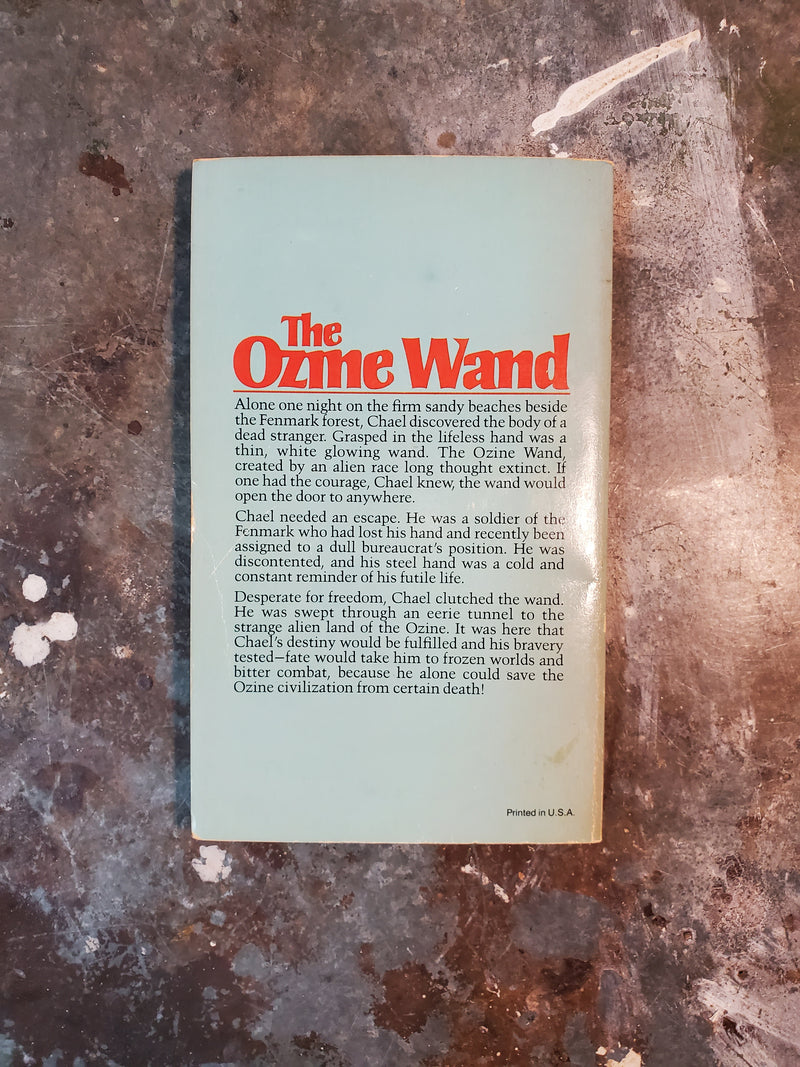 The
Ozme Wand
Alone one night on the firm sandy beaches beside
the Fenmark forest, Chael discovered the body of a
dead stranger. Grasped in the lifeless hand was a
thin, white glowing wand. The Ozine Wand,
created by an alien race long thought extinct. If
one had the courage, Chael knew, the wand would
open the door to anywhere.
Chael needed an escape. He was a soldier of the
Fenmark who had lost his hand and recently been
assigned to a dull bureaucrat's position. He was
discontented, and his steel hand was a cold and
constant reminder of his futile life.
Desperate for freedom, Chael clutched the wand.
He was swept through an eerie tunnel to the
strange alien land of the Ozine. It was here that
Chael's destiny would be fulfilled and his bravery
tested—fate would take him to frozen worlds and
bitter combat, because he alone could save the
Ozine civilization from certain death!
Printed in U.S.A.